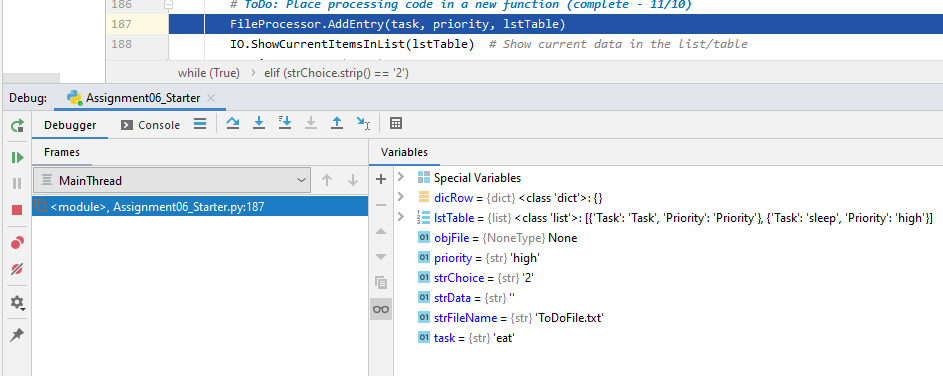 186 # ToDo: Place processing code in a new function (complete - 11/10)
187 FileProcessor.AddEntry(task, priority, lstTable)
188 IO.ShowCurrentItemsInList(lstTable)  # Show current data in the list/table
while (True) > elif (strChoice.strip() == '2')
Debug: Assignment06_Starter ×
Debugger Console
Frames Variables
MainThread
<module>, Assignment06_Starter.py:187
Special Variables
dicRow = {dict} <class 'dict'>: {}
lstTable = {list} <class 'list'>: [{'Task': 'Task', 'Priority': 'Priority'}, {'Task': 'sleep', 'Priority': 'high'}]
objFile = {NoneType} None
priority = {str} 'high'
strChoice = {str} '2'
strData = {str} ''
strFileName = {str} 'ToDoFile.txt'
task = {str} 'eat'